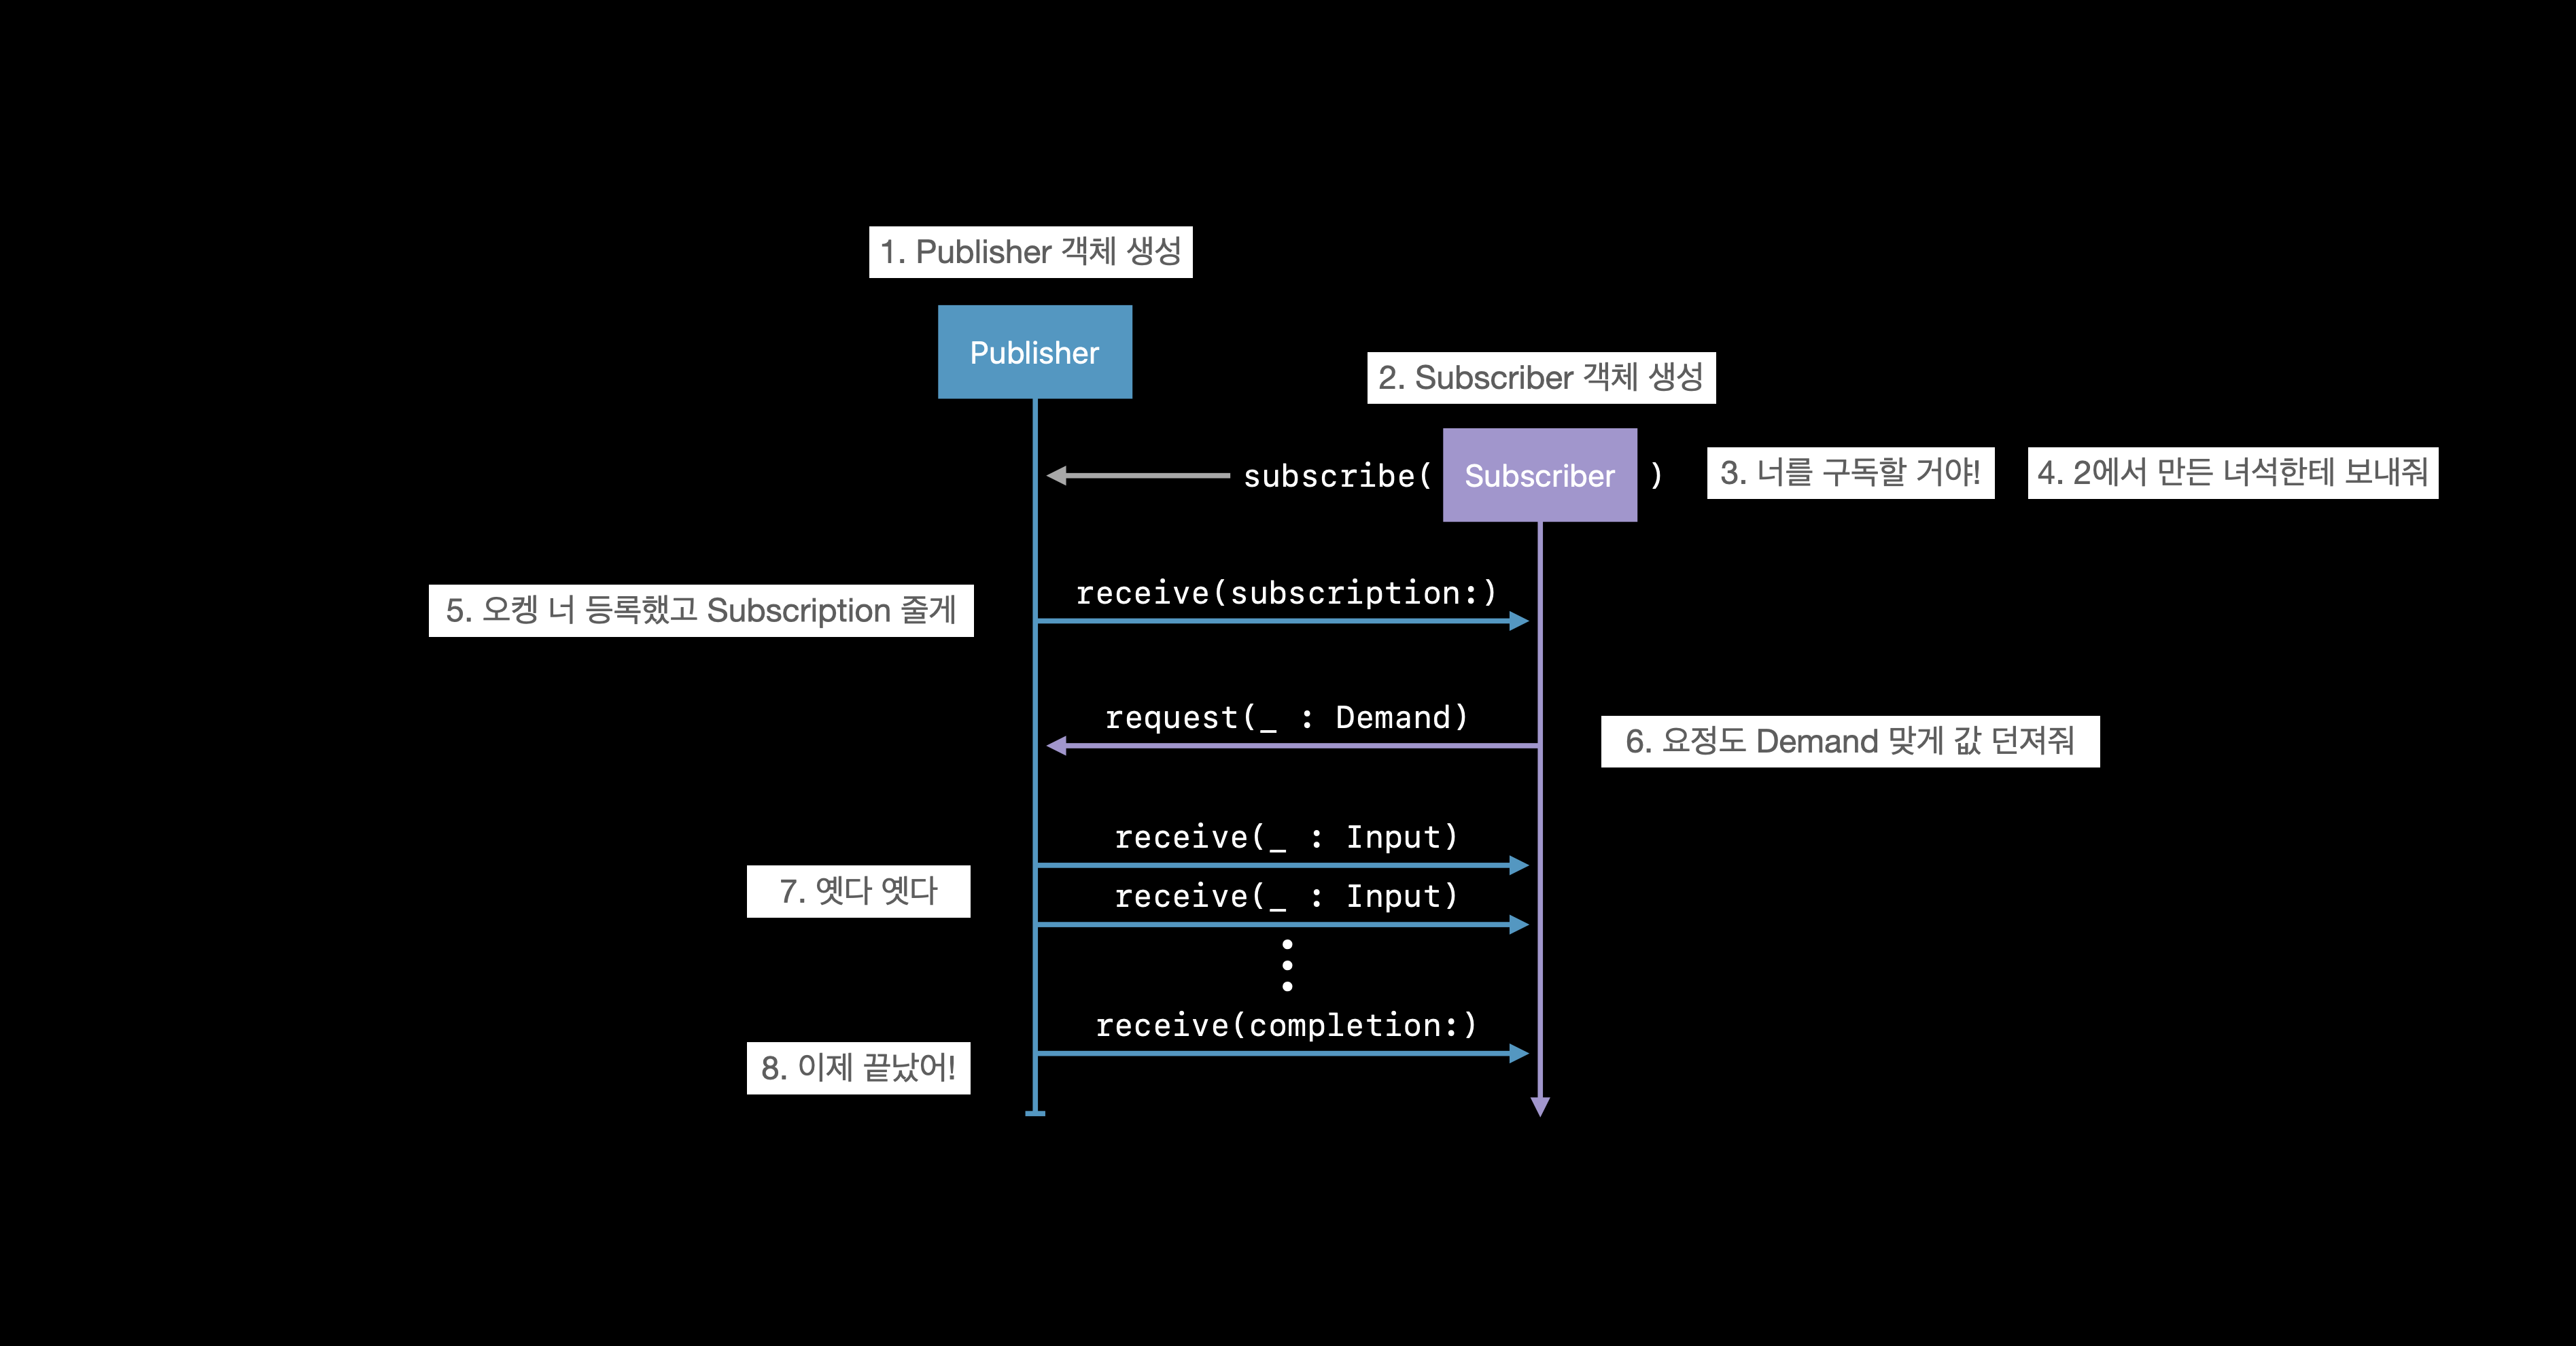 1. Publisher 객체 생성
Publisher
2. Subscriber 객체 생성
subscribe( Subscriber )
3. 너를 구독할 거야!
4. 2에서 만든 녀석한테 보내줘
receive(subscription:)
5. 오켕 너 등록했고 Subscription 줄게
request(_ : Demand)
6. 요정도 Demand 맞게 값 던져줘
receive(_ : Input)
7. 옛다 옛다
receive(_ : Input)
receive(completion:)
8. 이제 끝났어!